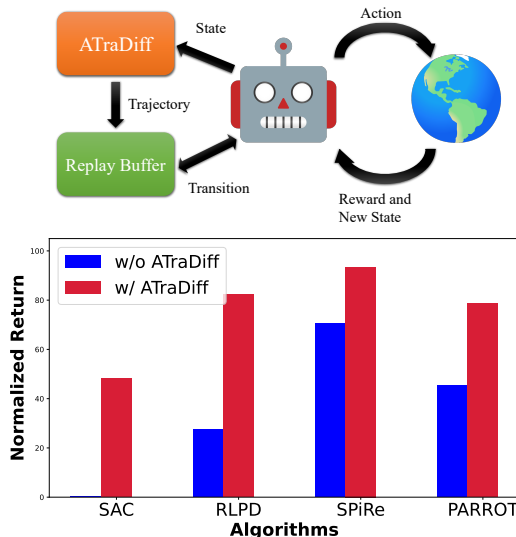 State
Action
ATraDiff
Trajectory
Replay Buffer
Transition
Reward and
New State
100
80
60
40
20
0
Normalized Return
w/o ATraDiff
w/ ATraDiff
SAC
RLPD
SPiRe
PARROT
Algorithms